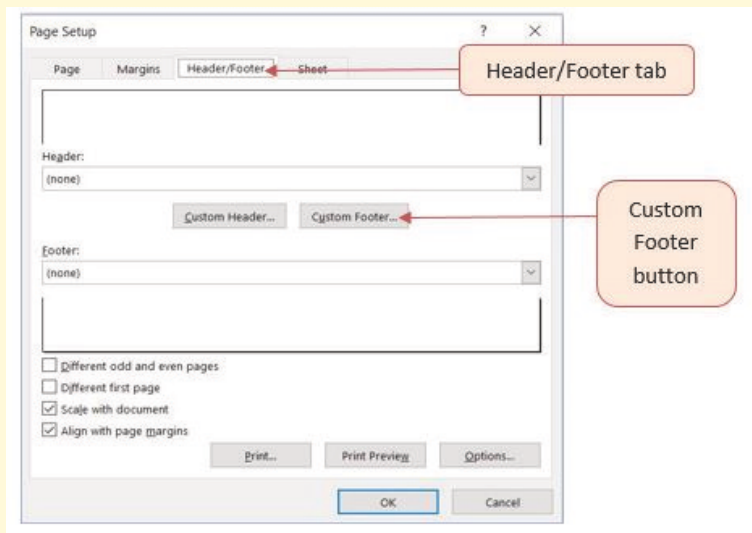 Page Setup
?
Page
Margins
Header/Footer
Sheet
Header/Footer tab
Header:
(none)
Custom Header...
Custom Footer...
Custom
Footer
button
Footer:
(none)
Different odd and even pages
Different first page
Scale with document
Align with page margins
Print...
Print Preview
Options...
OK
Cancel